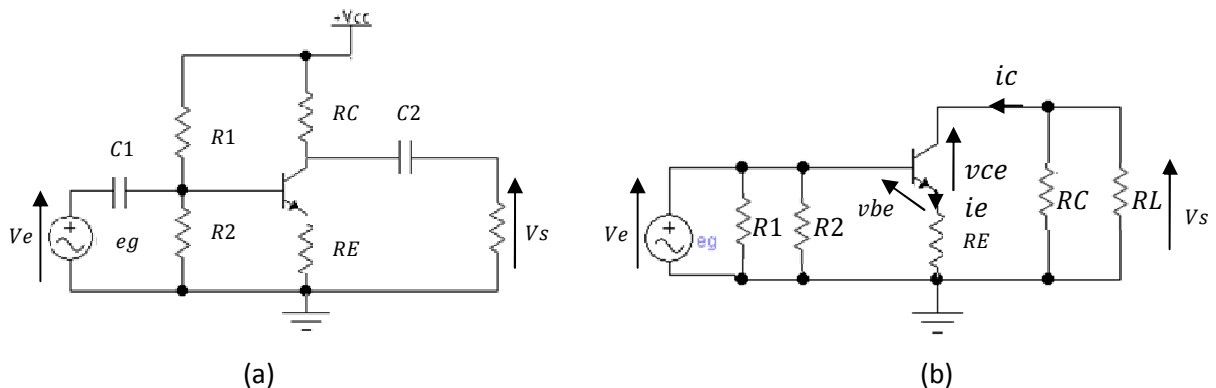 +Vcc
RC
C2
R1
C1
Ve
eg
R2
RE
Vs
(a)
ic
vce
vbe
ie
RE
Ve
eg
R1
R2
RC
RL
Vs
(b)